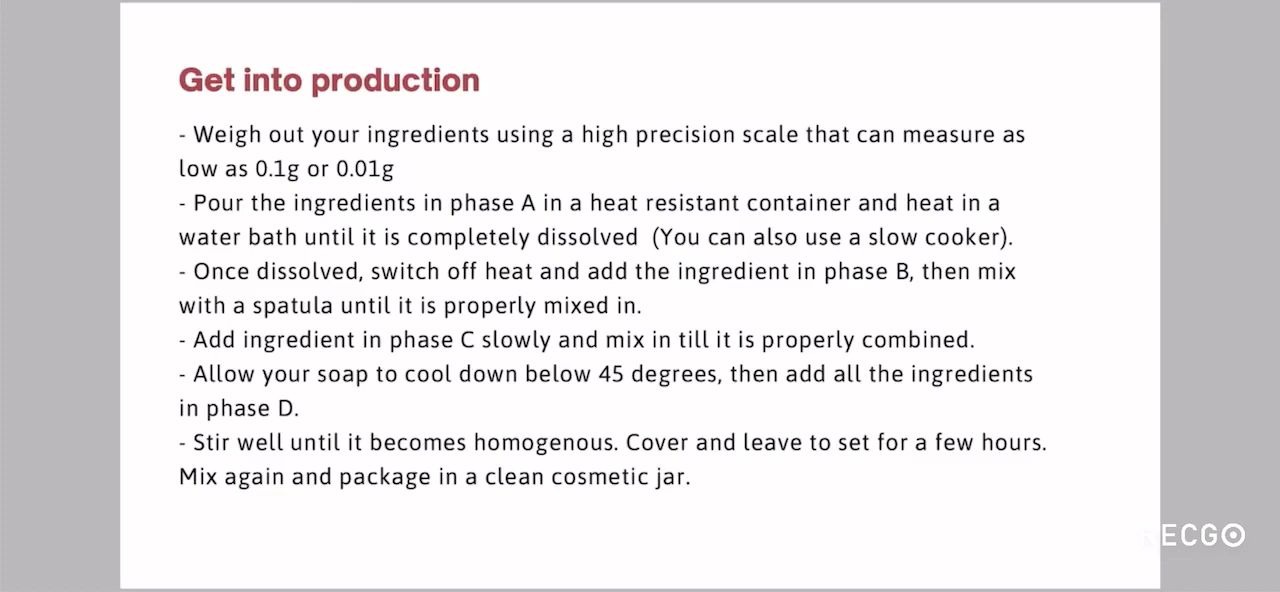 Get into production
- Weigh out your ingredients using a high precision scale that can measure as
low as 0.1g or 0.01g
- Pour the ingredients in phase A in a heat resistant container and heat in a
water bath until it is completely dissolved  (You can also use a slow cooker).
- Once dissolved, switch off heat and add the ingredient in phase B, then mix
with a spatula until it is properly mixed in.
- Add ingredient in phase C slowly and mix in till it is properly combined.
- Allow your soap to cool down below 45 degrees, then add all the ingredients
in phase D.
- Stir well until it becomes homogenous. Cover and leave to set for a few hours.
Mix again and package in a clean cosmetic jar.
RECGO